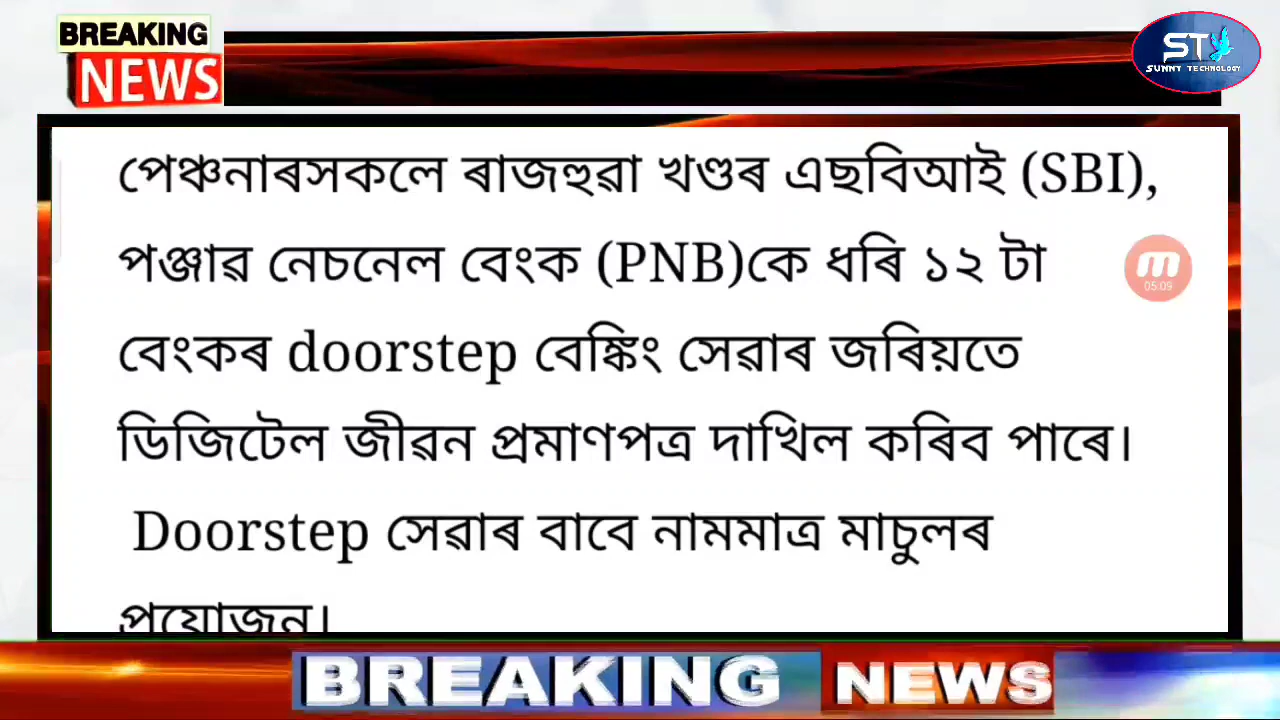 BREAKING
NEWS
ST
SUNNY TECHNOLOGY
পেঞ্চনাৰসকলে ৰাজহুৱা খণ্ডৰ এছবিআই (SBI),
পঞ্জাৱ নেচনেল বেংক (PNB)কে ধৰি ১২ টা
05:09
বেংকৰ doorstep বেঙ্কিং সেৱাৰ জৰিয়তে
ডিজিটেল জীৱন প্ৰমাণপত্ৰ দাখিল কৰিব পাৰে।
Doorstep সেৱাৰ বাবে নামমাত্ৰ মাচুলৰ
প্ৰয়োজন।
BREAKING NEWS